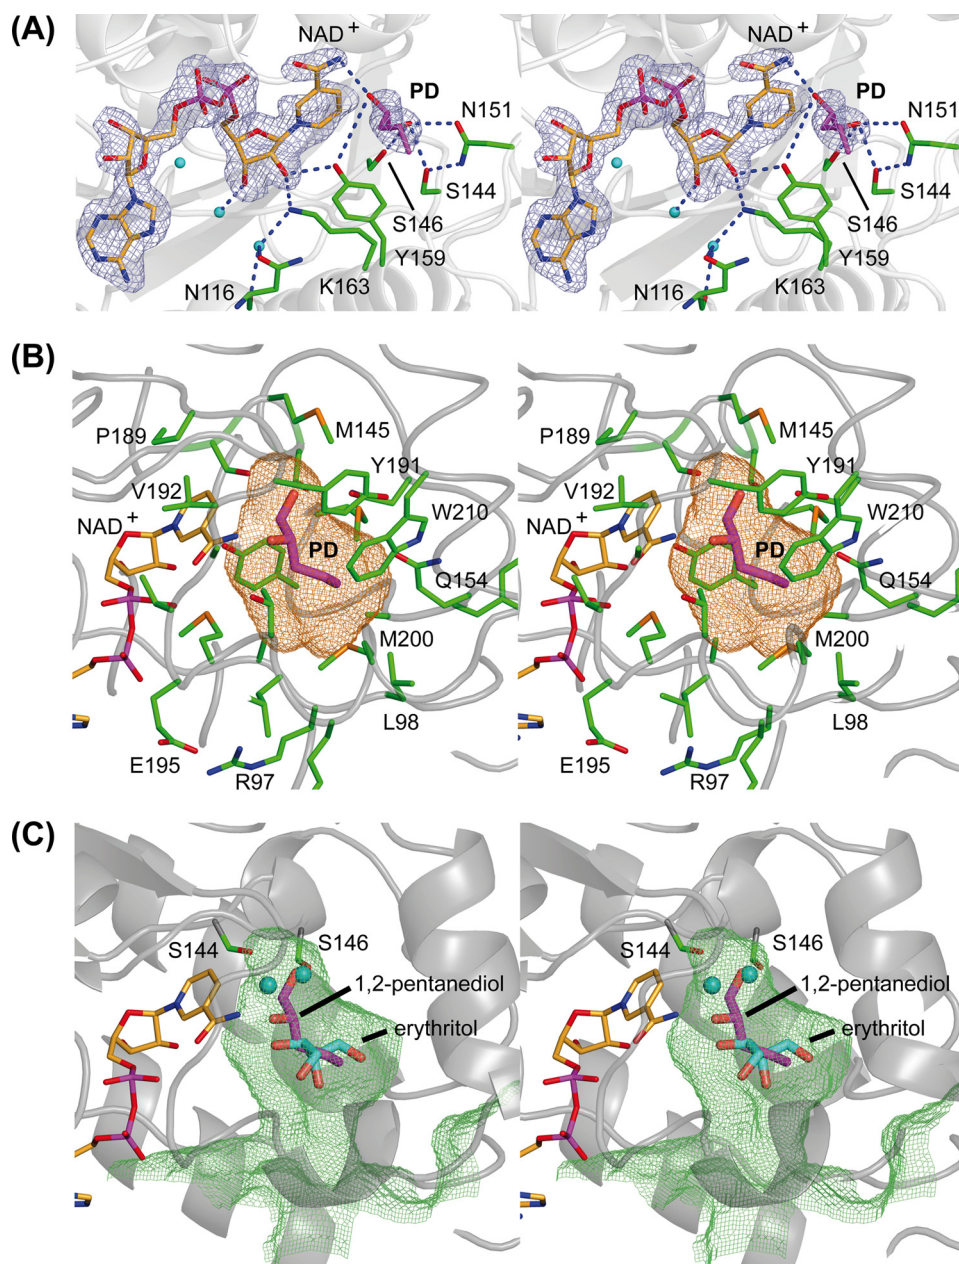 (A)
NAD+
PD
N151
S144
S146
Y159
K163
N116
NAD+
PD
N151
S144
S146
Y159
K163
N116
(B)
P189
M145
Y191
V192
W210
NAD+
PD
Q154
M200
L98
E195
R97
P189
M145
Y191
V192
W210
NAD+
PD
Q154
M200
L98
E195
R97
(C)
S144
S146
1,2-pentanediol
erythritol
S144
S146
1,2-pentanediol
erythritol